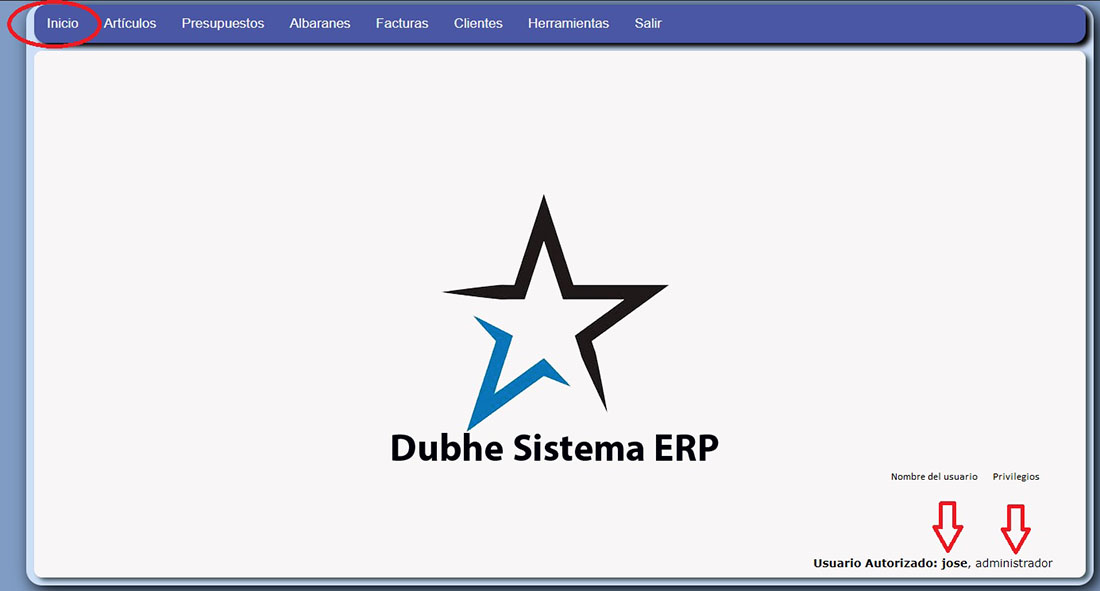 Inicio Artículos Presupuestos Albaranes Facturas Clientes Herramientas Salir
Dubhe Sistema ERP
Nombre del usuario Privilegios
Usuario Autorizado: jose, administrador